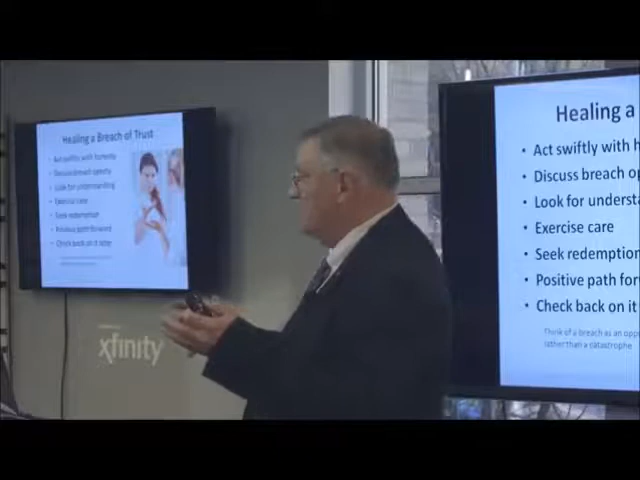 Healing a Breach of Trust
• Act swiftly with honesty
• Discuss breach openly
• Look for understanding
• Exercise care
• Seek redemption
• Positive path forward
• Check back on it later
xfinity
Healing a
• Act swiftly with h
• Discuss breach op
• Look for understa
• Exercise care
• Seek redemption
• Positive path for
• Check back on it
Think of a breach as an oppo
rather than a catastrophe